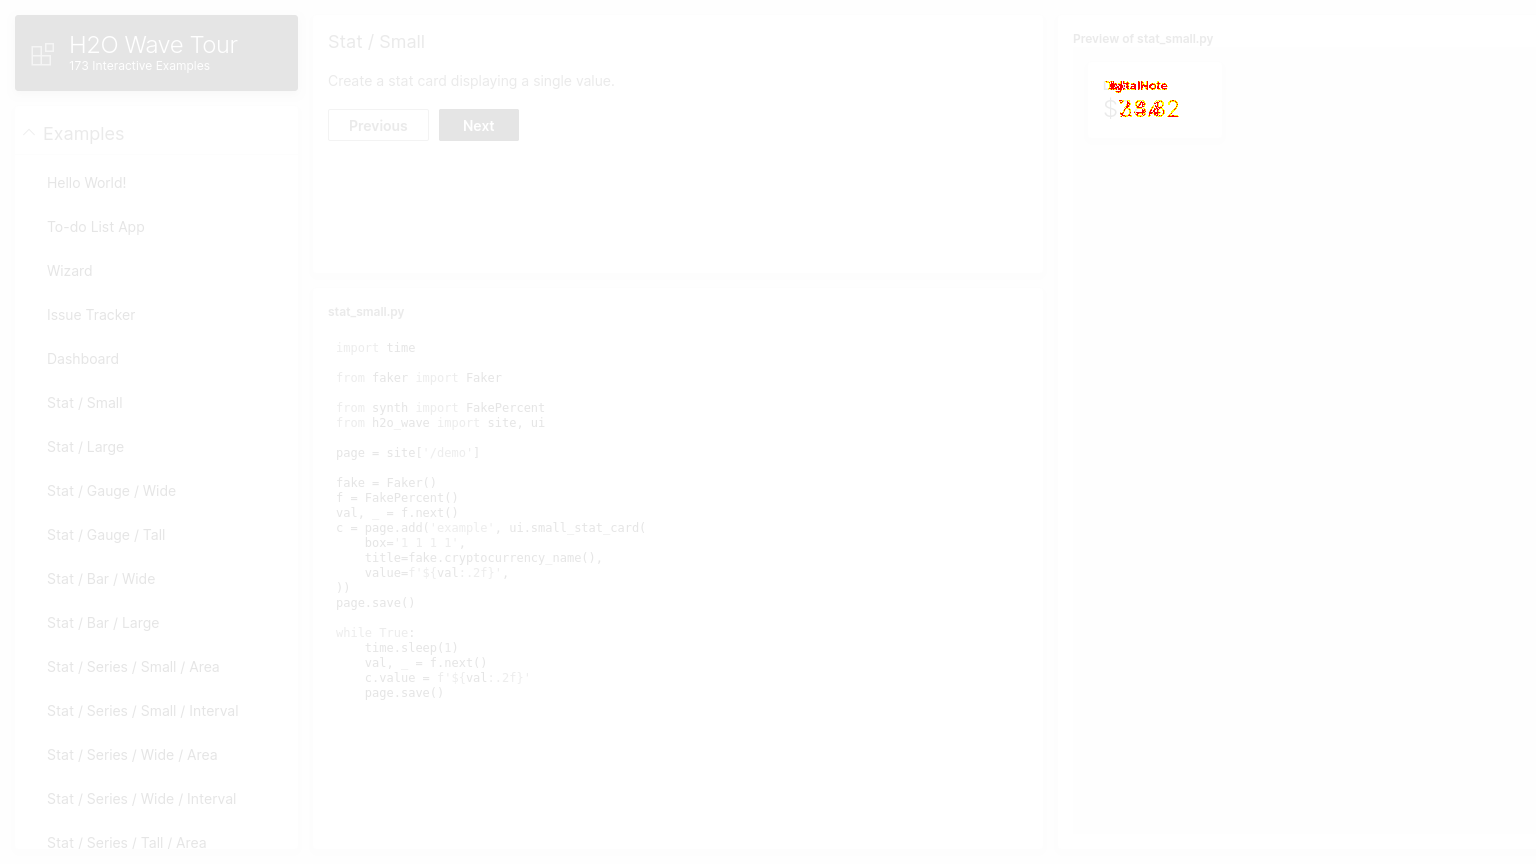 H2O Wave Tour
173 Interactive Examples
Examples
Hello World!
To-do List App
Wizard
Issue Tracker
Dashboard
Stat / Small
Stat / Large
Stat / Gauge / Wide
Stat / Gauge / Tall
Stat / Bar / Wide
Stat / Bar / Large
Stat / Series / Small / Area
Stat / Series / Small / Interval
Stat / Series / Wide / Area
Stat / Series / Wide / Interval
Stat / Series / Tall / Area
Stat / Small
Create a stat card displaying a single value.
Previous
Next
stat_small.py
import time
from faker import Faker
from synth import FakePercent
from h2o_wave import site, ui
page = site['/demo']
fake = Faker()
f = FakePercent()
val, _ = f.next()
c = page.add('example', ui.small_stat_card(
    box='1 1 1 1',
    title=fake.cryptocurrency_name(),
    value=f'${val:.2f}',
))
page.save()
while True:
    time.sleep(1)
    val, _ = f.next()
    c.value = f'${val:.2f}'
    page.save()
Preview of stat_small.py